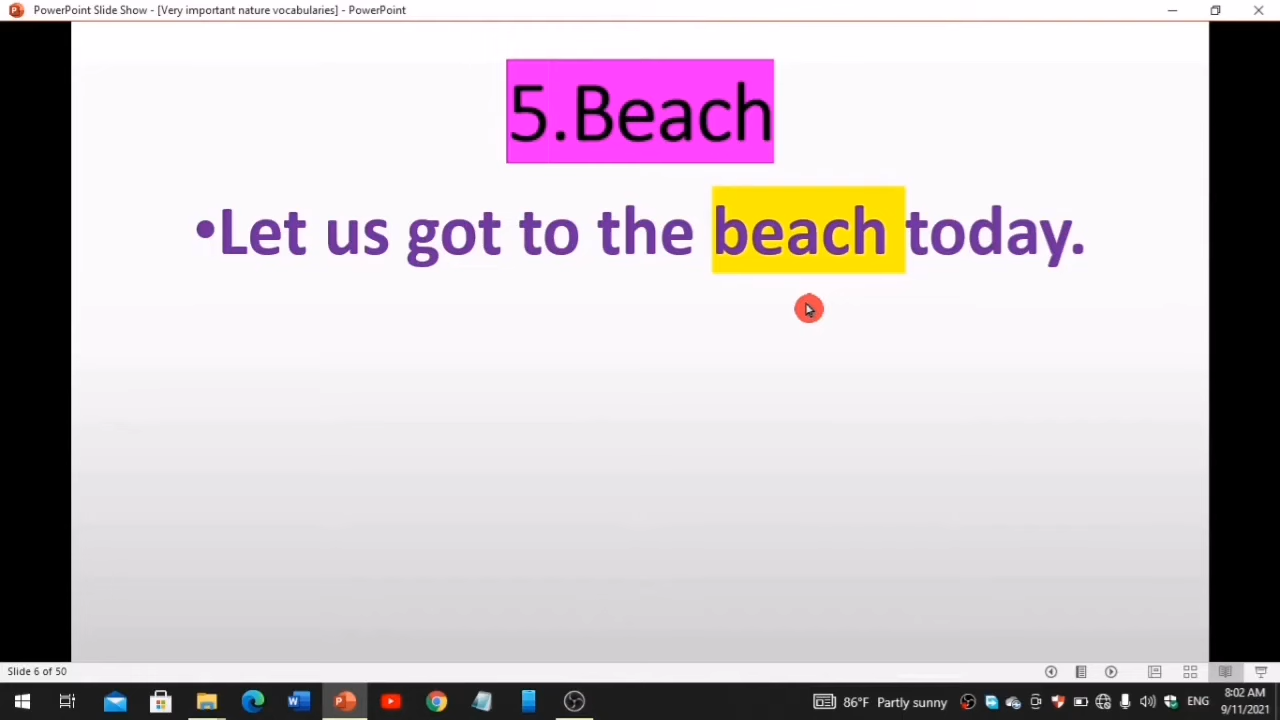 PowerPoint Slide Show - [Very important nature vocabularies] - PowerPoint
5.Beach
•Let us got to the beach today.
Slide 6 of 50
86°F Partly sunny
ENG
8:02 AM
9/11/2021